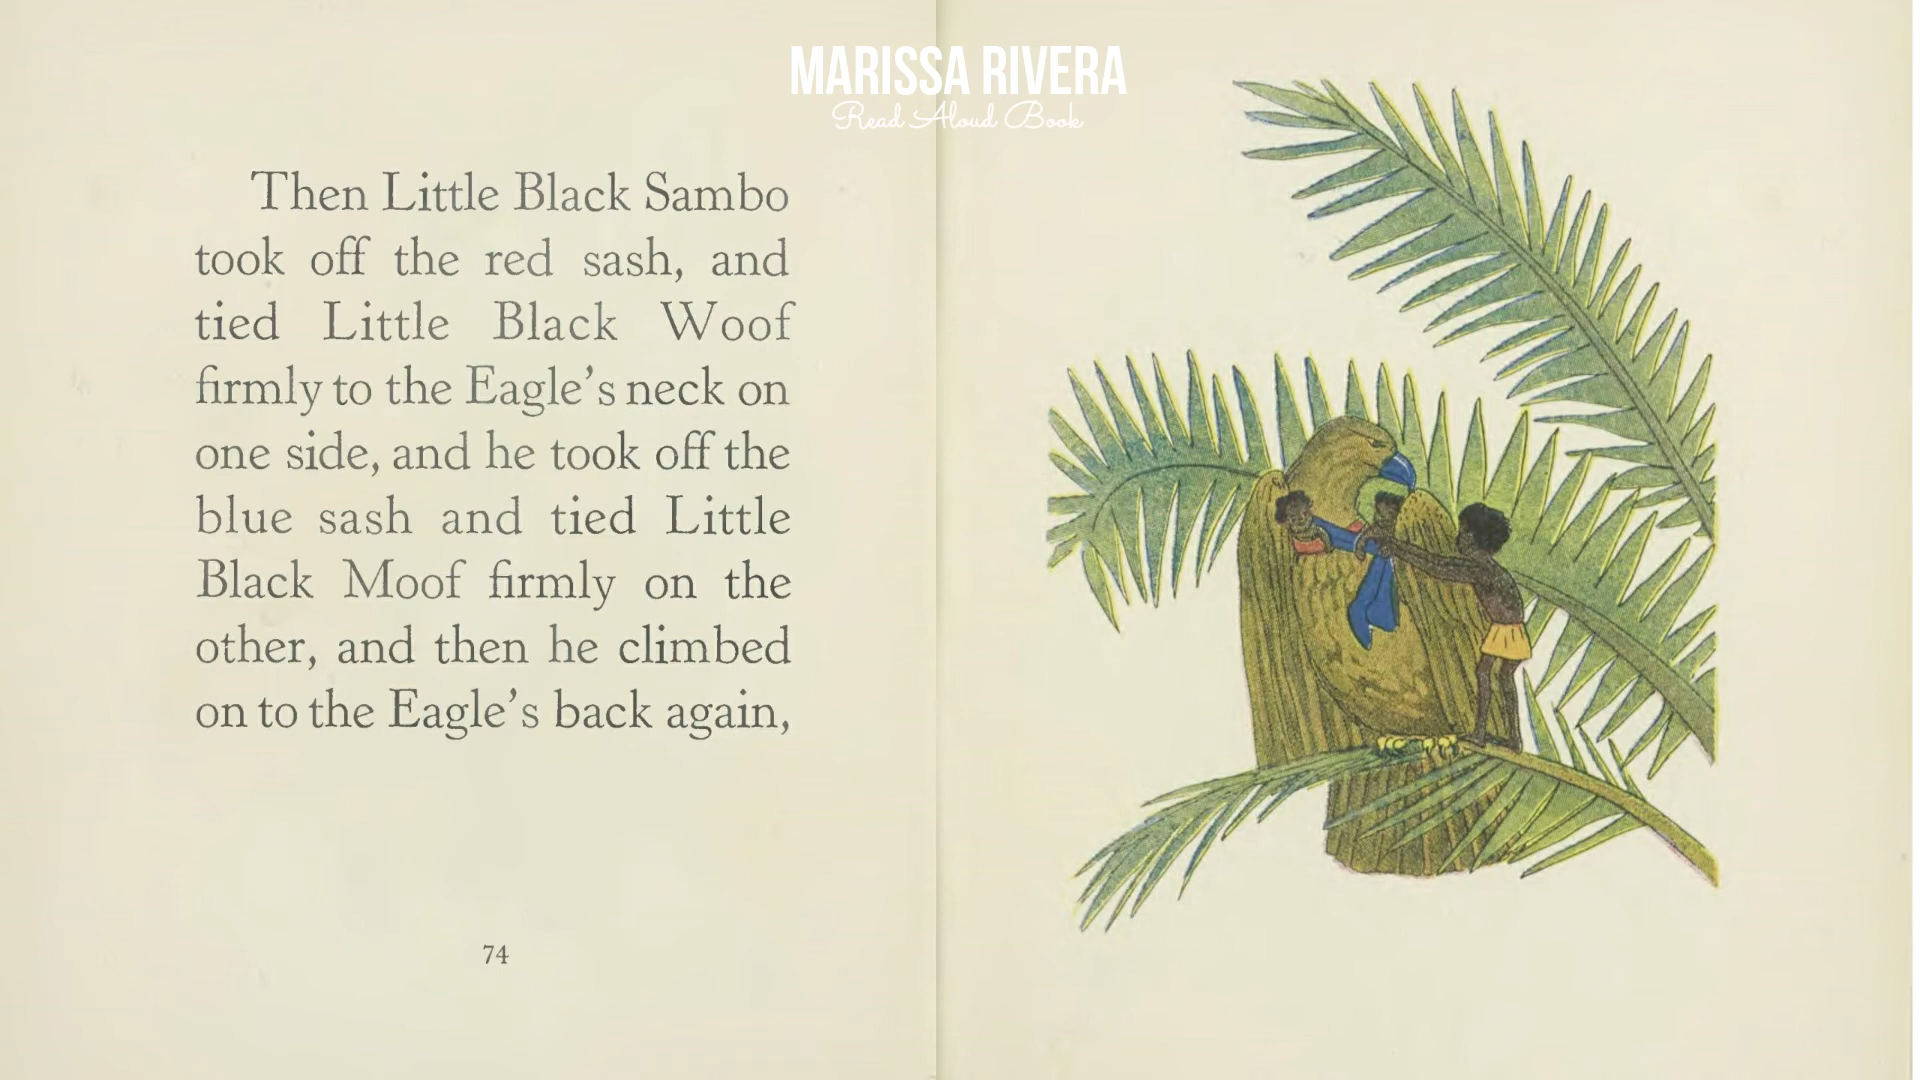 MARISSA RIVERA
Read Aloud Book
Then Little Black Sambo
took off the red sash, and
tied Little Black Woof
firmly to the Eagle's neck on
one side, and he took off the
blue sash and tied Little
Black Moof firmly on the
other, and then he climbed
on to the Eagle's back again,
74